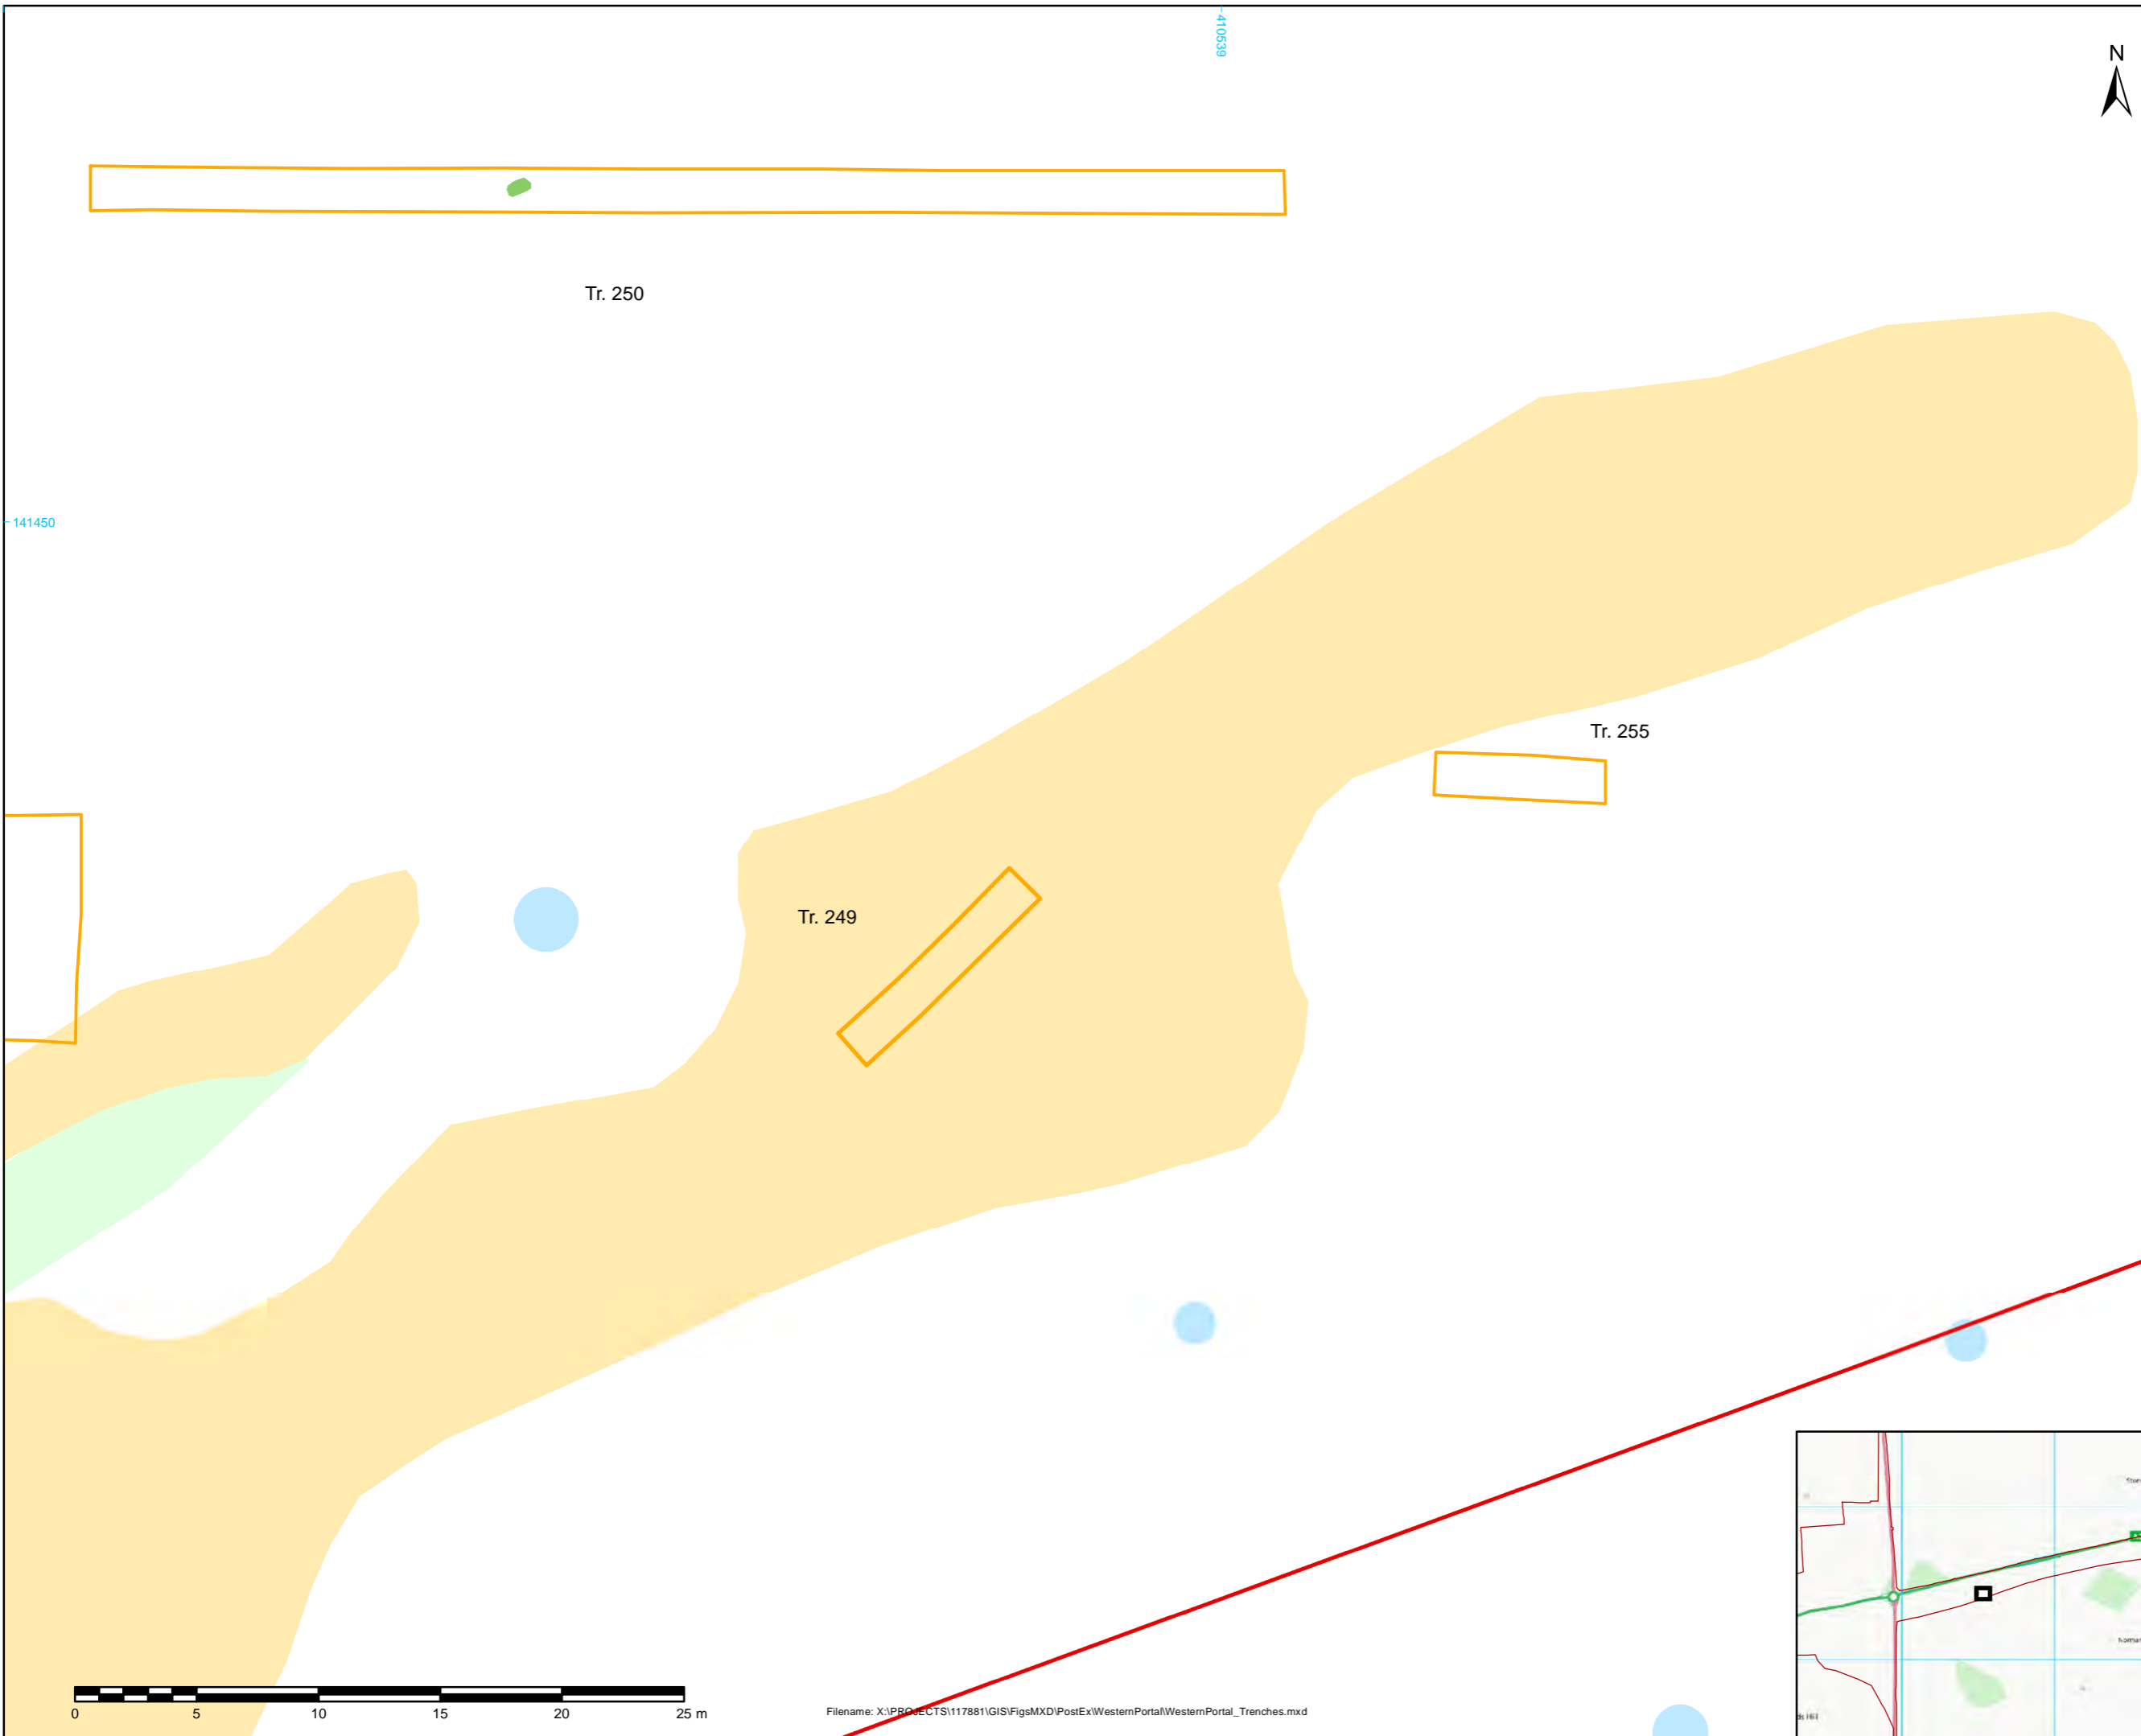 410539
N
Tr. 250
141450
Tr. 255
Tr. 249
0 5 10 15 20 25 m
Filename: X:\PROJECTS\117881\GIS\FigsMXD\PostEx\WesternPortal\WesternPortal_Trenches.mxd